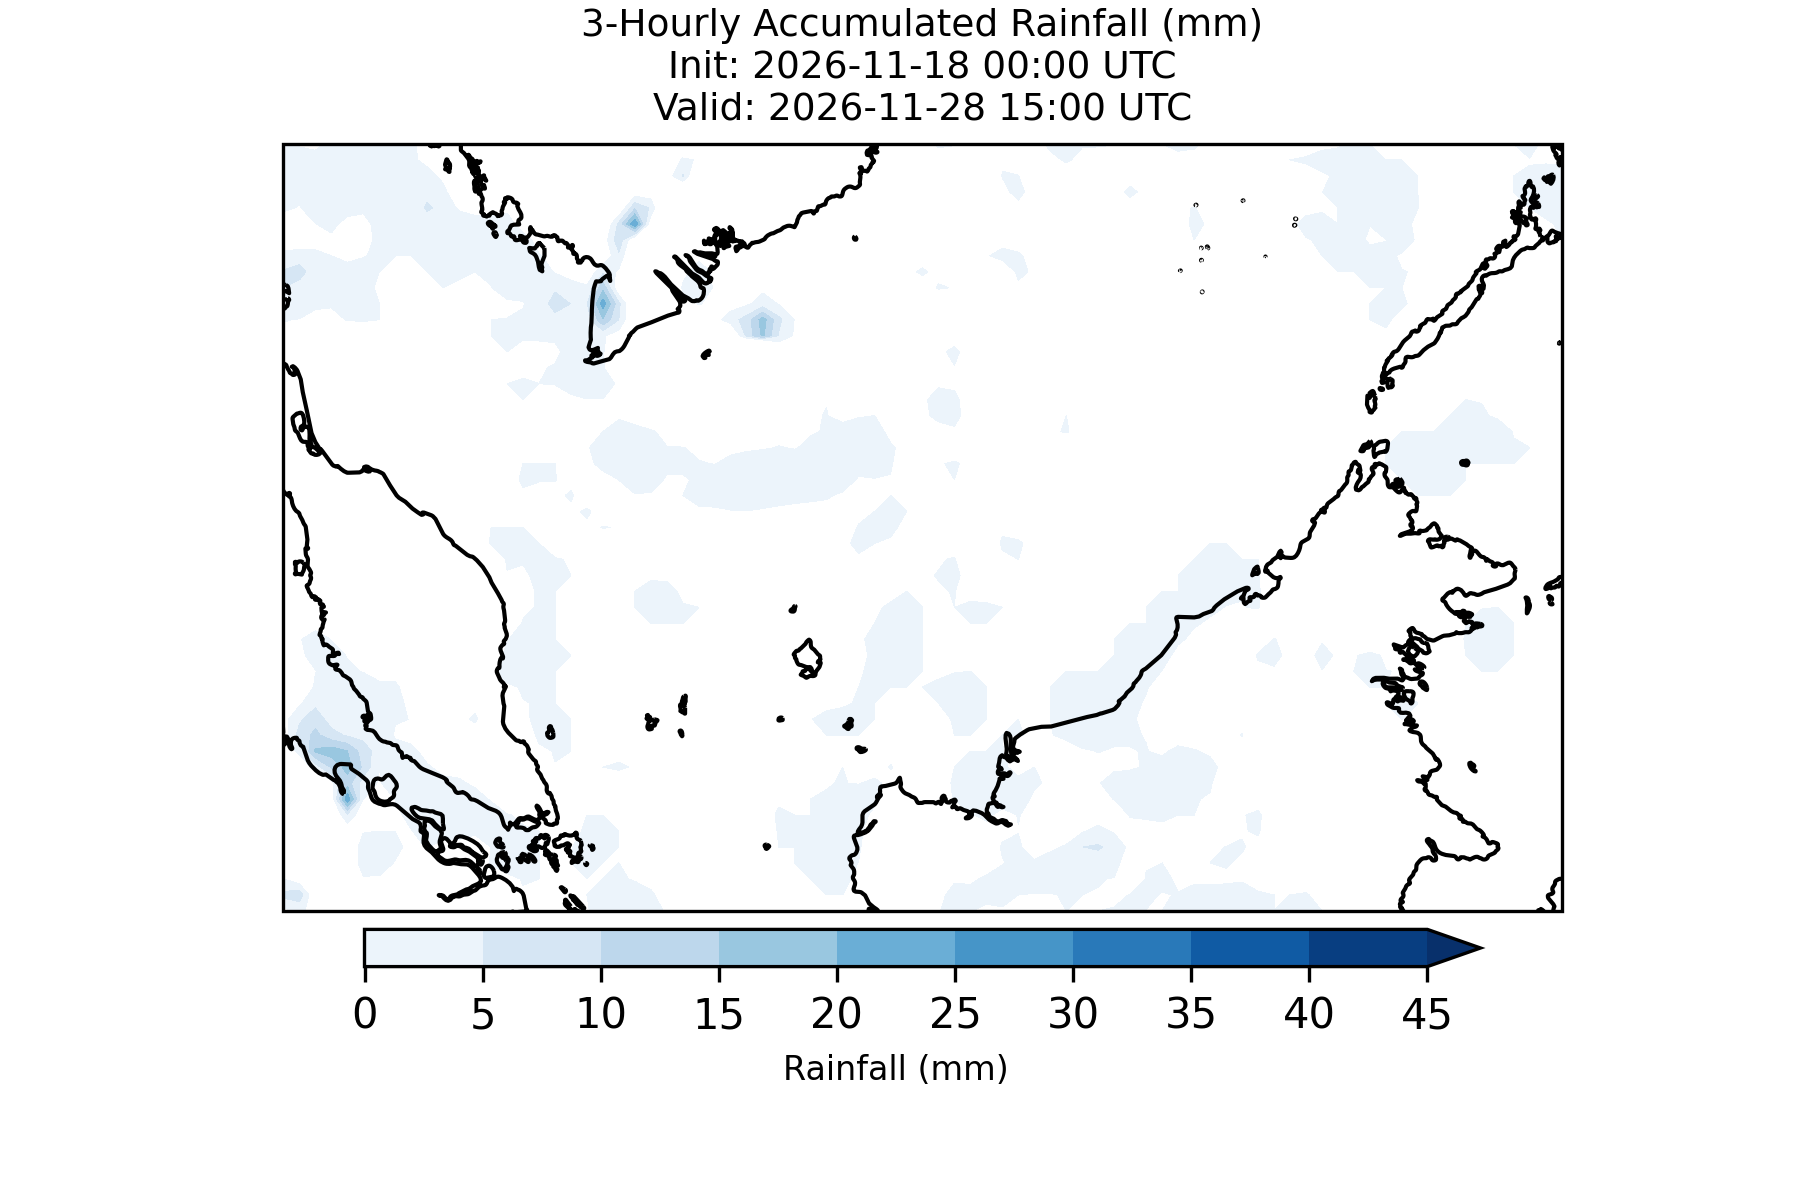 3-Hourly Accumulated Rainfall (mm)
Init: 2026-11-18 00:00 UTC
Valid: 2026-11-28 15:00 UTC
0 5 10 15 20 25 30 35 40 45
Rainfall (mm)